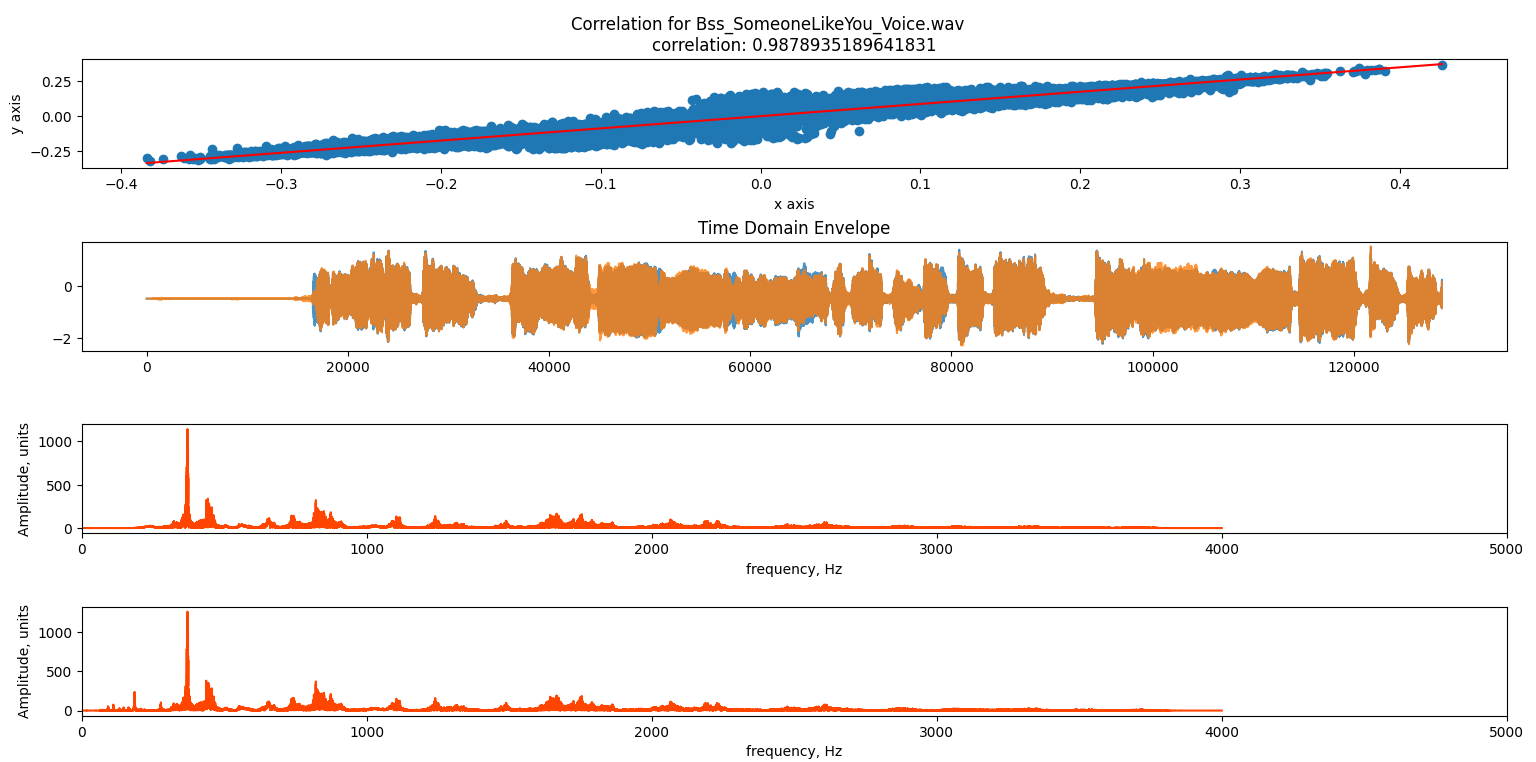 Correlation for Bss_SomeoneLikeYou_Voice.wav
correlation: 0.9878935189641831
0.25
0.00
−0.25
y axis
−0.4 −0.3 −0.2 −0.1 0.0 0.1 0.2 0.3 0.4
x axis
Time Domain Envelope
0
−2
0 20000 40000 60000 80000 100000 120000
1000
500
0
Amplitude, units
0 1000 2000 3000 4000 5000
frequency, Hz
1000
500
0
Amplitude, units
0 1000 2000 3000 4000 5000
frequency, Hz